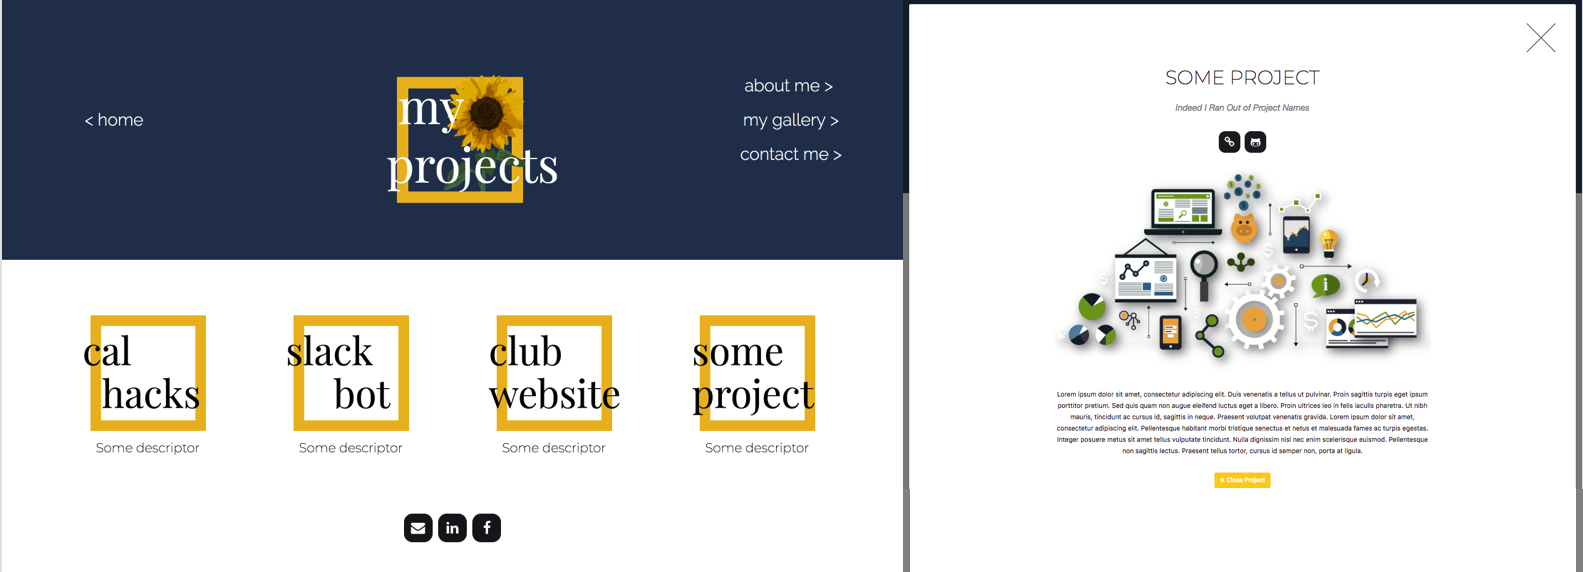 < home
my
projects
about me >
my gallery >
contact me >
cal
hacks
Some descriptor
slack
bot
Some descriptor
club
website
Some descriptor
some
project
Some descriptor
in
f
SOME PROJECT
Indeed I Ran Out of Project Names
$
i
$
Lorem ipsum dolor sit amet, consectetur adipiscing elit. Duis venenatis a tellus ut pulvinar. Proin sagittis turpis eget ipsum
porttitor pretium. Sed quis quam non augue eleifend luctus eget a libero. Proin ultrices leo in felis iaculis pharetra. Ut nibh
mauris, tincidunt ac cursus id, sagittis in neque. Praesent volutpat venenatis gravida. Lorem ipsum dolor sit amet,
consectetur adipiscing elit. Pellentesque habitant morbi tristique senectus et netus et malesuada fames ac turpis egestas.
Integer posuere metus sit amet tellus vulputate tincidunt. Nulla dignissim nisl nec enim scelerisque euismod. Pellentesque
non sagittis lectus. Praesent tellus tortor, cursus id semper non, porta at ligula.
× Close Project